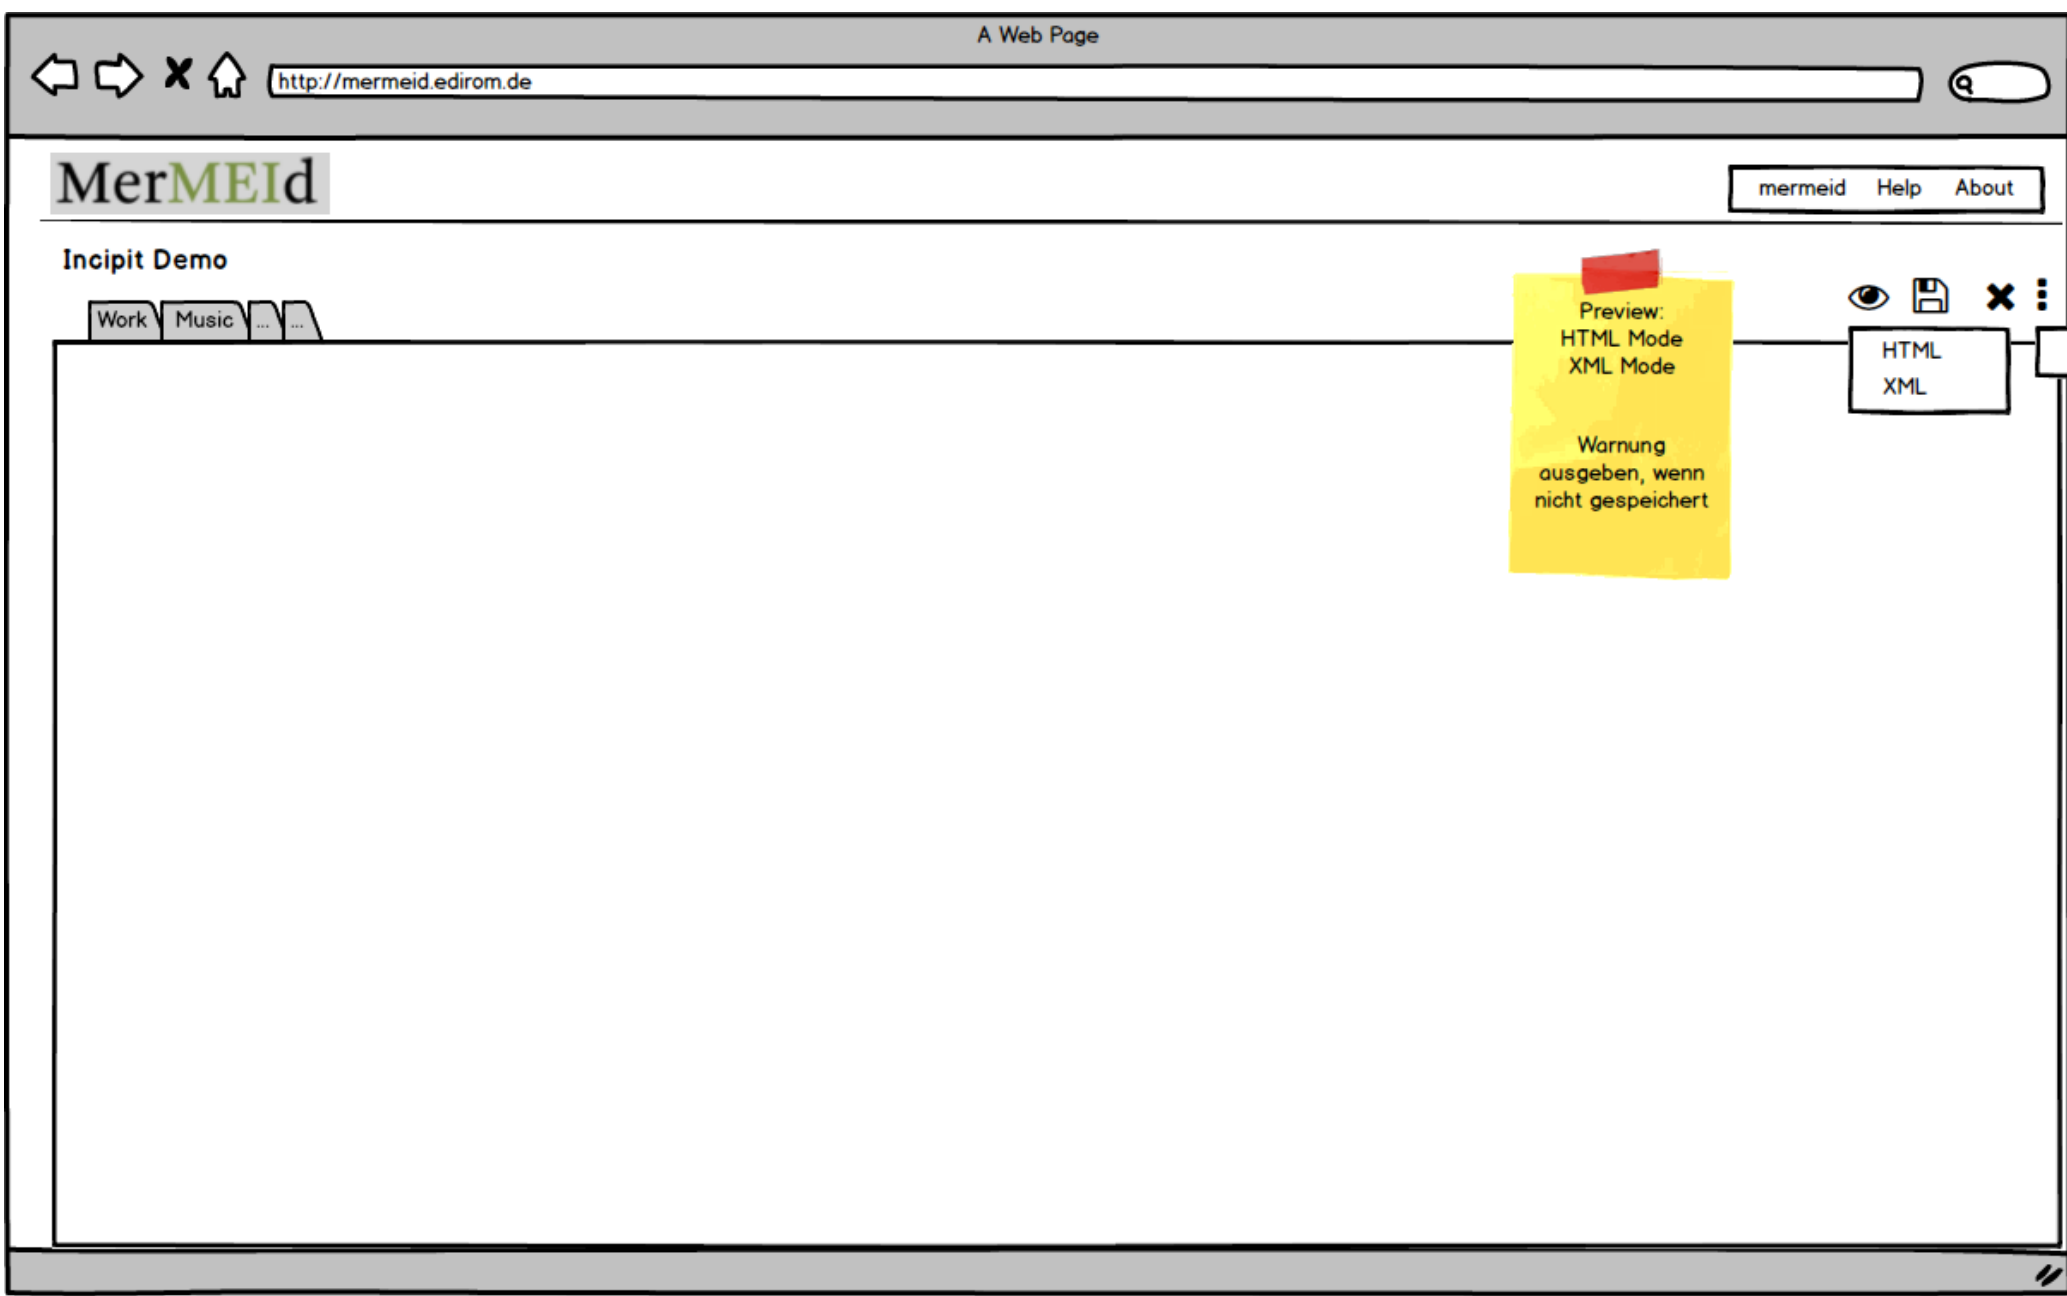 A Web Page
http://mermeid.edirom.de
MerMEId
mermeid Help About
Incipit Demo
Work Music ... ...
Preview:
HTML Mode
XML Mode
Warnung
ausgeben, wenn
nicht gespeichert
HTML
XML